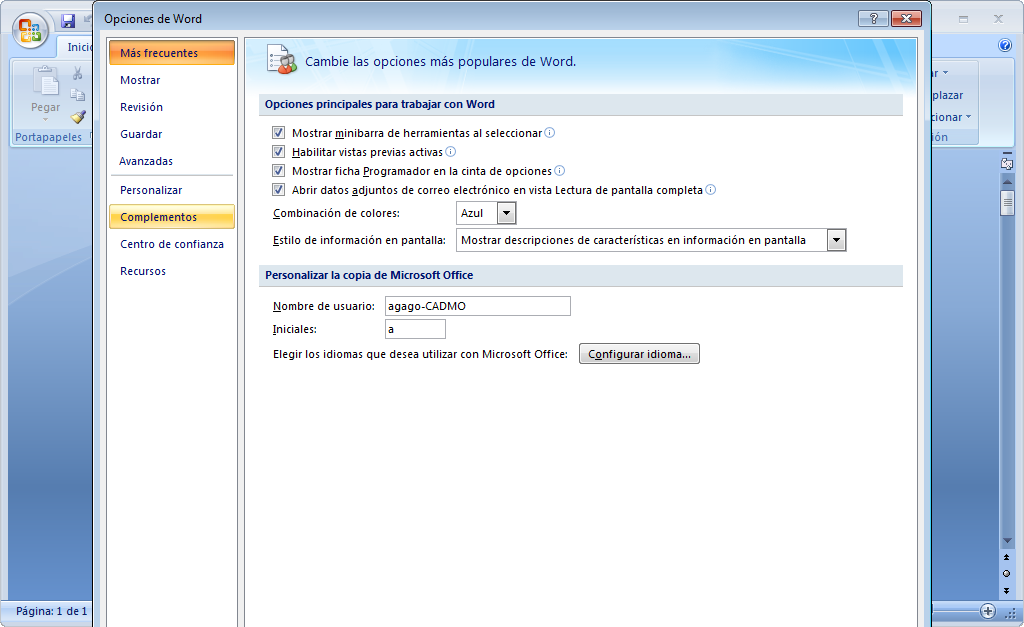 Opciones de Word
Inicio
Pegar
Portapapeles
Más frecuentes
Mostrar
Revisión
Guardar
Avanzadas
Personalizar
Complementos
Centro de confianza
Recursos
Cambie las opciones más populares de Word.
Opciones principales para trabajar con Word
Mostrar minibarra de herramientas al seleccionar
Habilitar vistas previas activas
Mostrar ficha Programador en la cinta de opciones
Abrir datos adjuntos de correo electrónico en vista Lectura de pantalla completa
Combinación de colores: Azul
Estilo de información en pantalla: Mostrar descripciones de características en información en pantalla
Personalizar la copia de Microsoft Office
Nombre de usuario: agago-CADMO
Iniciales: a
Elegir los idiomas que desea utilizar con Microsoft Office: Configurar idioma...
ar
plazar
cionar
ión
Página: 1 de 1